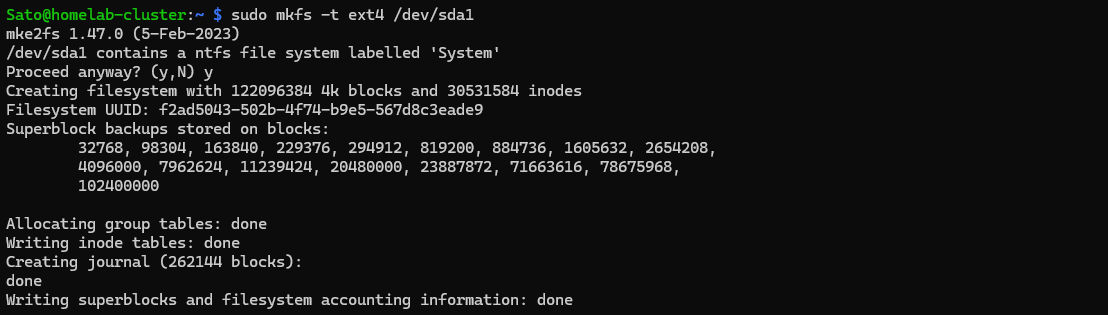 Sato@homelab-cluster:~ $ sudo mkfs -t ext4 /dev/sda1
mke2fs 1.47.0 (5-Feb-2023)
/dev/sda1 contains a ntfs file system labelled 'System'
Proceed anyway? (y,N) y
Creating filesystem with 122096384 4k blocks and 30531584 inodes
Filesystem UUID: f2ad5043-502b-4f74-b9e5-567d8c3eade9
Superblock backups stored on blocks:
        32768, 98304, 163840, 229376, 294912, 819200, 884736, 1605632, 2654208,
        4096000, 7962624, 11239424, 20480000, 23887872, 71663616, 78675968,
        102400000

Allocating group tables: done
Writing inode tables: done
Creating journal (262144 blocks):
done
Writing superblocks and filesystem accounting information: done